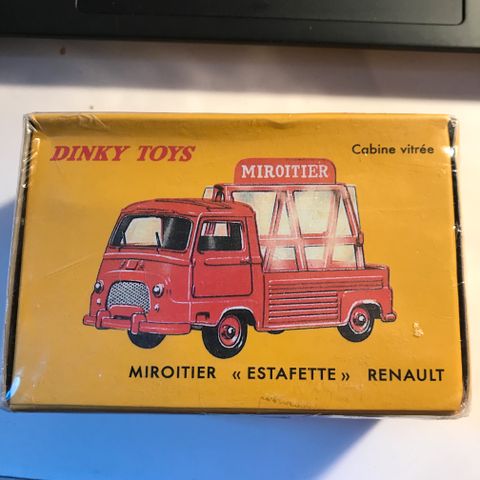 DINKY TOYS
Cabine vitrée
MIROITIER
MIROITIER « ESTAFETTE » RENAULT